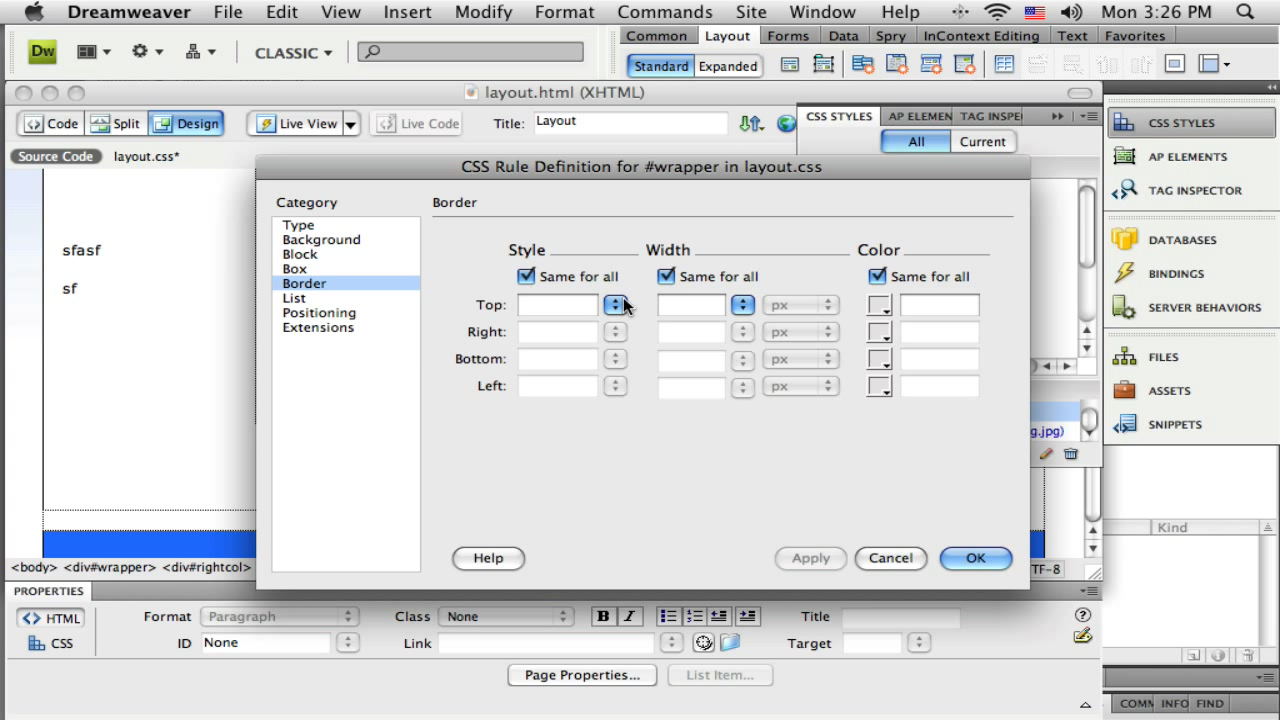 Dreamweaver File Edit View Insert Modify Format Commands Site Window Help Mon 3:26 PM
Dw CLASSIC
Common Layout Forms Data Spry InContext Editing Text Favorites
Standard Expanded
layout.html (XHTML)
Code Split Design Live View Live Code Title: Layout
CSS STYLES AP ELEMEN TAG INSPE
All Current
Source Code layout.css*
CSS STYLES
AP ELEMENTS
TAG INSPECTOR
DATABASES
BINDINGS
SERVER BEHAVIORS
FILES
ASSETS
SNIPPETS
sfasf
sf
CSS Rule Definition for #wrapper in layout.css
Category
Type
Background
Block
Box
Border
List
Positioning
Extensions
Border
Style Width Color
Same for all Same for all Same for all
Top: px
Right: px
Bottom: px
Left: px
Help Apply Cancel OK
g.jpg)
Kind
<body> <div#wrapper> <div#rightcol> TF-8
PROPERTIES
HTML Format Paragraph Class None B I Title
CSS ID None Link Target
Page Properties... List Item...
COMM INFO FIND